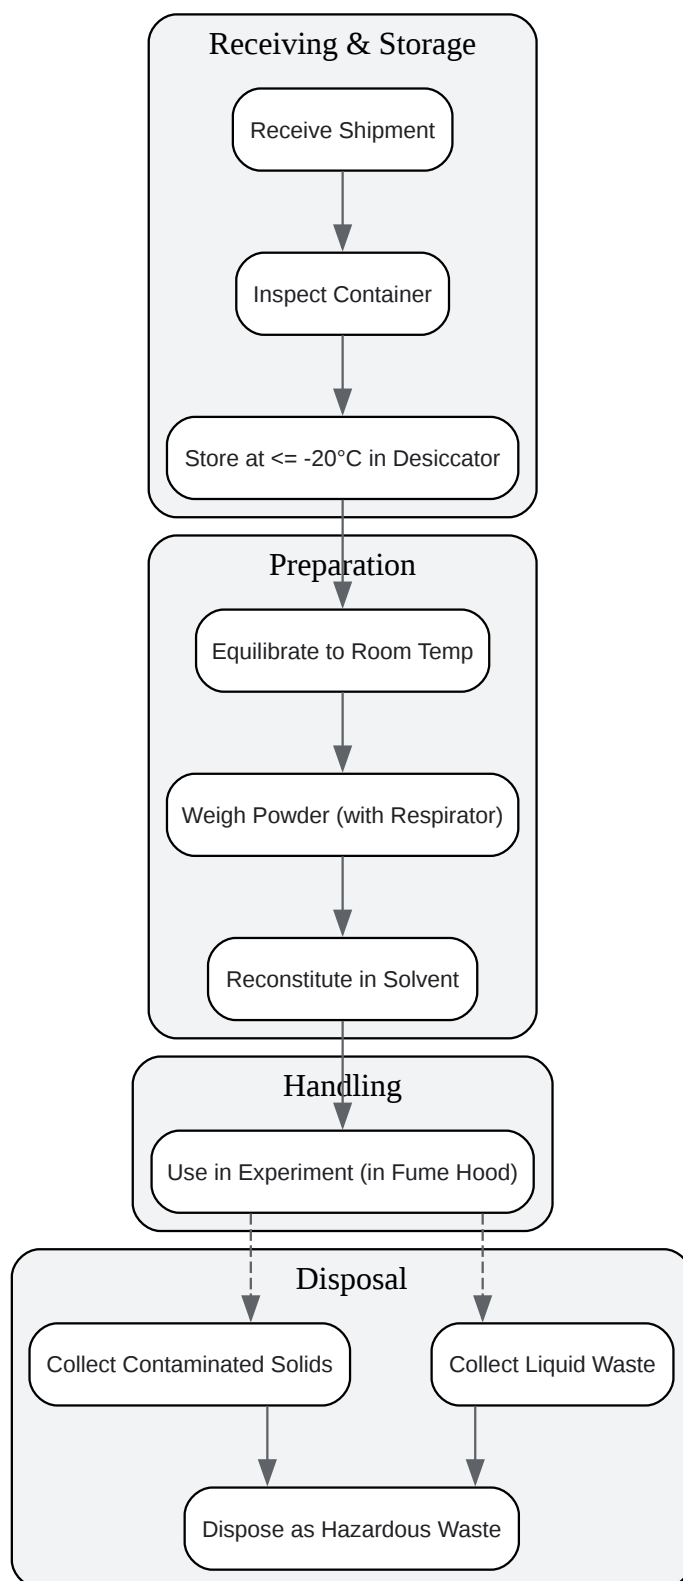 Receiving & Storage
Receive Shipment
Inspect Container
Store at <= -20°C in Desiccator
Preparation
Equilibrate to Room Temp
Weigh Powder (with Respirator)
Reconstitute in Solvent
Handling
Use in Experiment (in Fume Hood)
Disposal
Collect Contaminated Solids
Collect Liquid Waste
Dispose as Hazardous Waste